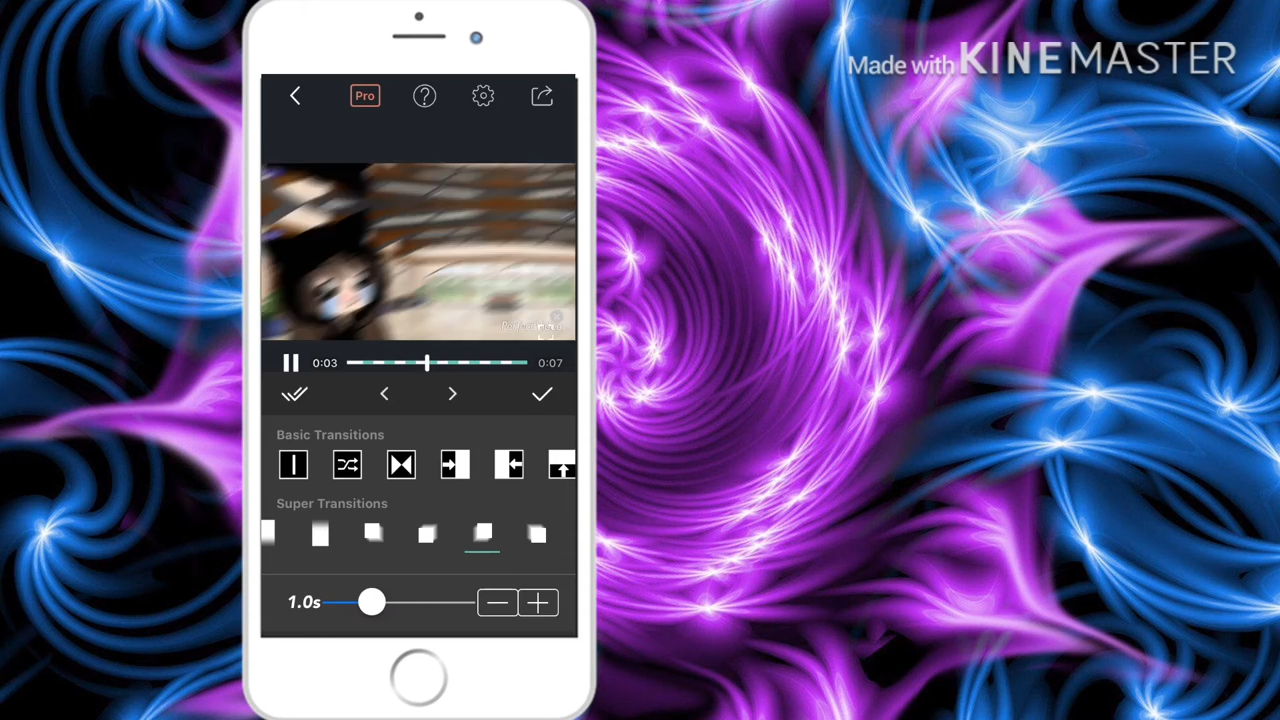 Made with KINEMASTER
Pro
0:03
0:07
Basic Transitions
Super Transitions
1.0s